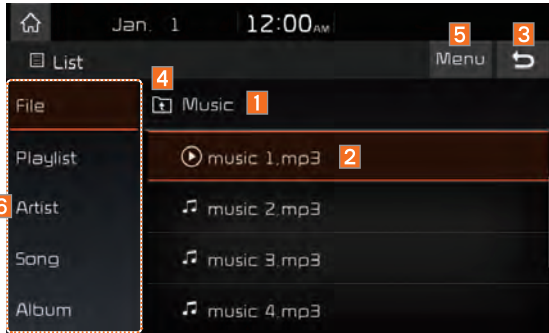 Jan. 1 12:00AM
5 3
List Menu
4
File Music 1
Playlist music 1.mp3 2
6 Artist music 2.mp3
Song music 3.mp3
Album music 4.mp3